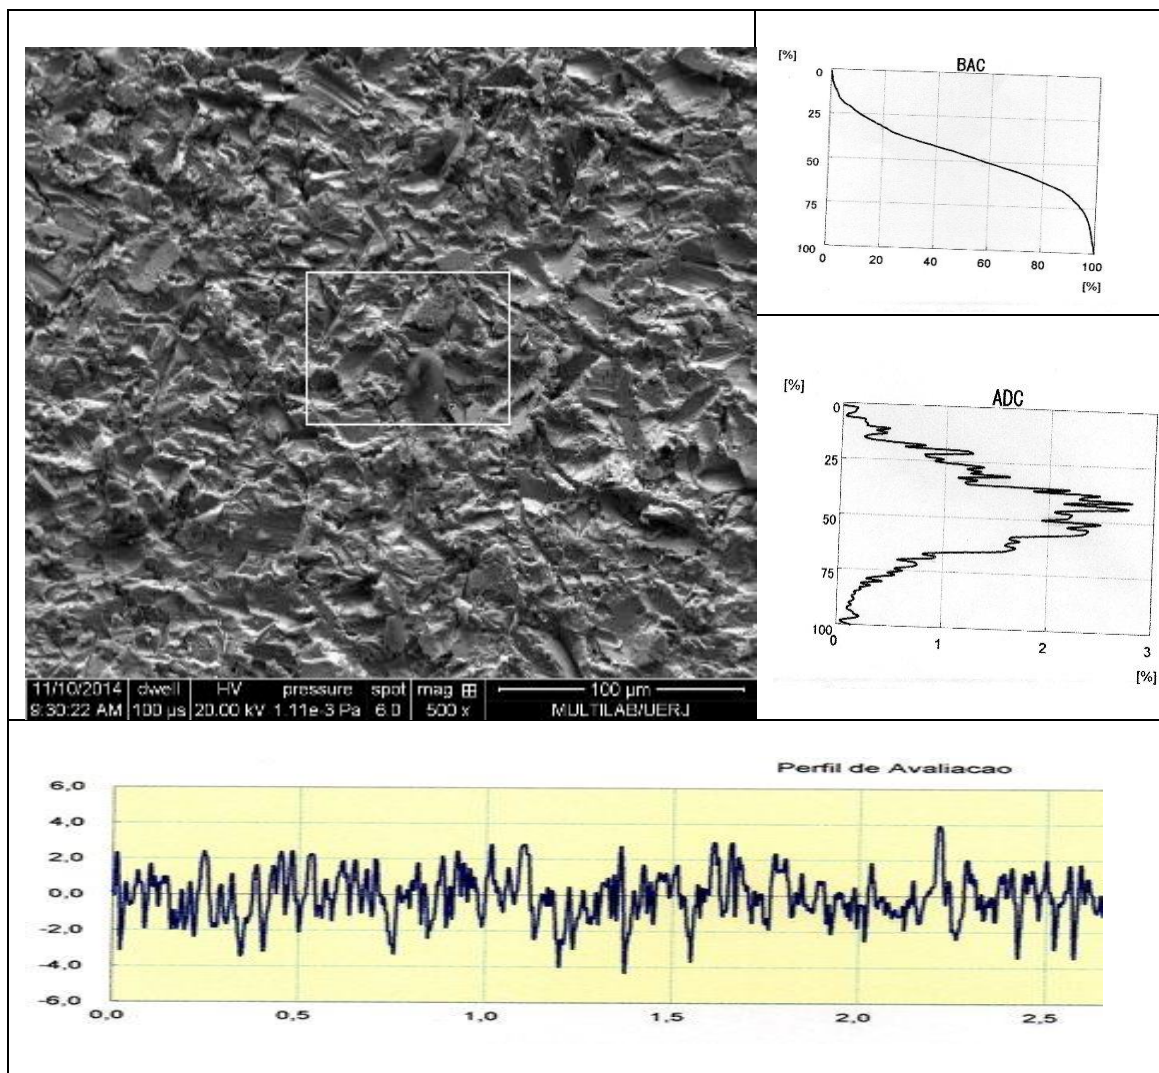 [%]
BAC
0
25
50
75
100
0 20 40 60 80 100
[%]
[%]
ADC
0
25
50
75
100
0 1 2 3
[%]
11/10/2014 dwell HV pressure spot mag ⊞ 100 µm
9:30:22 AM 100 µs 20.00 kV 1.11e-3 Pa 6.0 500 x MULTILAB/UERJ
Perfil de Avaliacao
6,0
4,0
2,0
0,0
-2,0
-4,0
-6,0
0,0 0,5 1,0 1,5 2,0 2,5